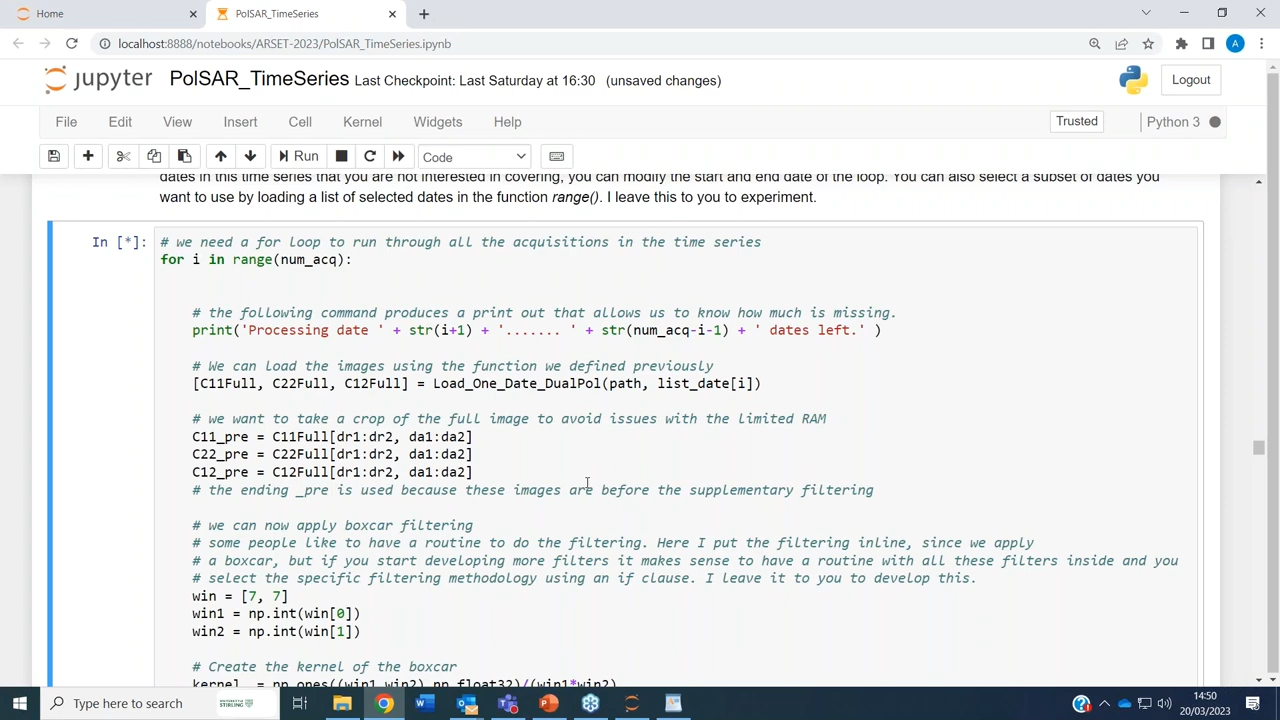 Home
PolSAR_TimeSeries
localhost:8888/notebooks/ARSET-2023/PolSAR_TimeSeries.ipynb
A
jupyter PolSAR_TimeSeries Last Checkpoint: Last Saturday at 16:30 (unsaved changes)
Logout
File Edit View Insert Cell Kernel Widgets Help
Trusted
Python 3
Run
Code
dates in this time series that you are not interested in covering, you can modify the start and end date of the loop. You can also select a subset of dates you
want to use by loading a list of selected dates in the function range(). I leave this to you to experiment.
In [*]:
# we need a for loop to run through all the acquisitions in the time series
for i in range(num_acq):
# the following command produces a print out that allows us to know how much is missing.
print('Processing date ' + str(i+1) + '....... ' + str(num_acq-i-1) + ' dates left.' )
# We can load the images using the function we defined previously
[C11Full, C22Full, C12Full] = Load_One_Date_DualPol(path, list_date[i])
# we want to take a crop of the full image to avoid issues with the limited RAM
C11_pre = C11Full[dr1:dr2, da1:da2]
C22_pre = C22Full[dr1:dr2, da1:da2]
C12_pre = C12Full[dr1:dr2, da1:da2]
# the ending _pre is used because these images are before the supplementary filtering
# we can now apply boxcar filtering
# some people like to have a routine to do the filtering. Here I put the filtering inline, since we apply
# a boxcar, but if you start developing more filters it makes sense to have a routine with all these filters inside and you
# select the specific filtering methodology using an if clause. I leave it to you to develop this.
win = [7, 7]
win1 = np.int(win[0])
win2 = np.int(win[1])
# Create the kernel of the boxcar
kernel = np.ones((win1,win2),np.float32)/(win1*win2)
Type here to search
14:50
20/03/2023